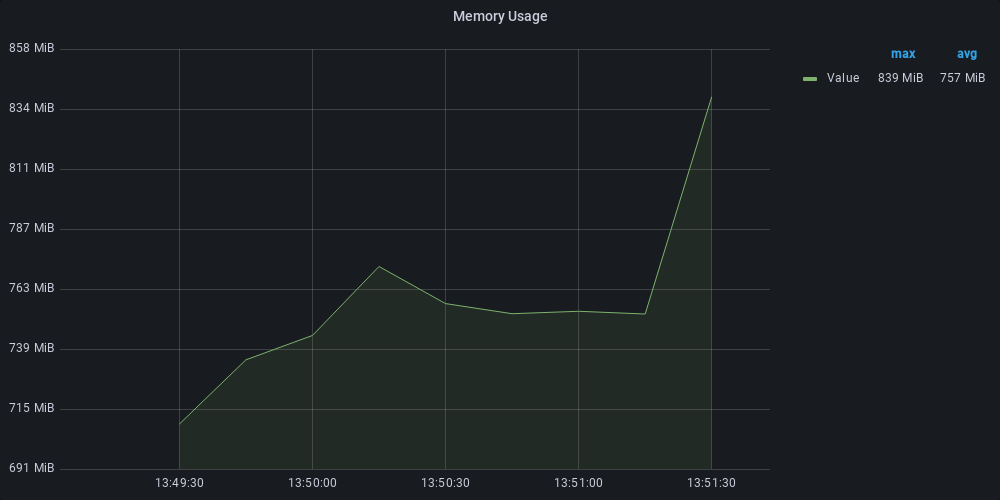 Memory Usage
858 MiB
834 MiB
811 MiB
787 MiB
763 MiB
739 MiB
715 MiB
691 MiB
13:49:30 13:50:00 13:50:30 13:51:00 13:51:30
max avg
Value 839 MiB 757 MiB